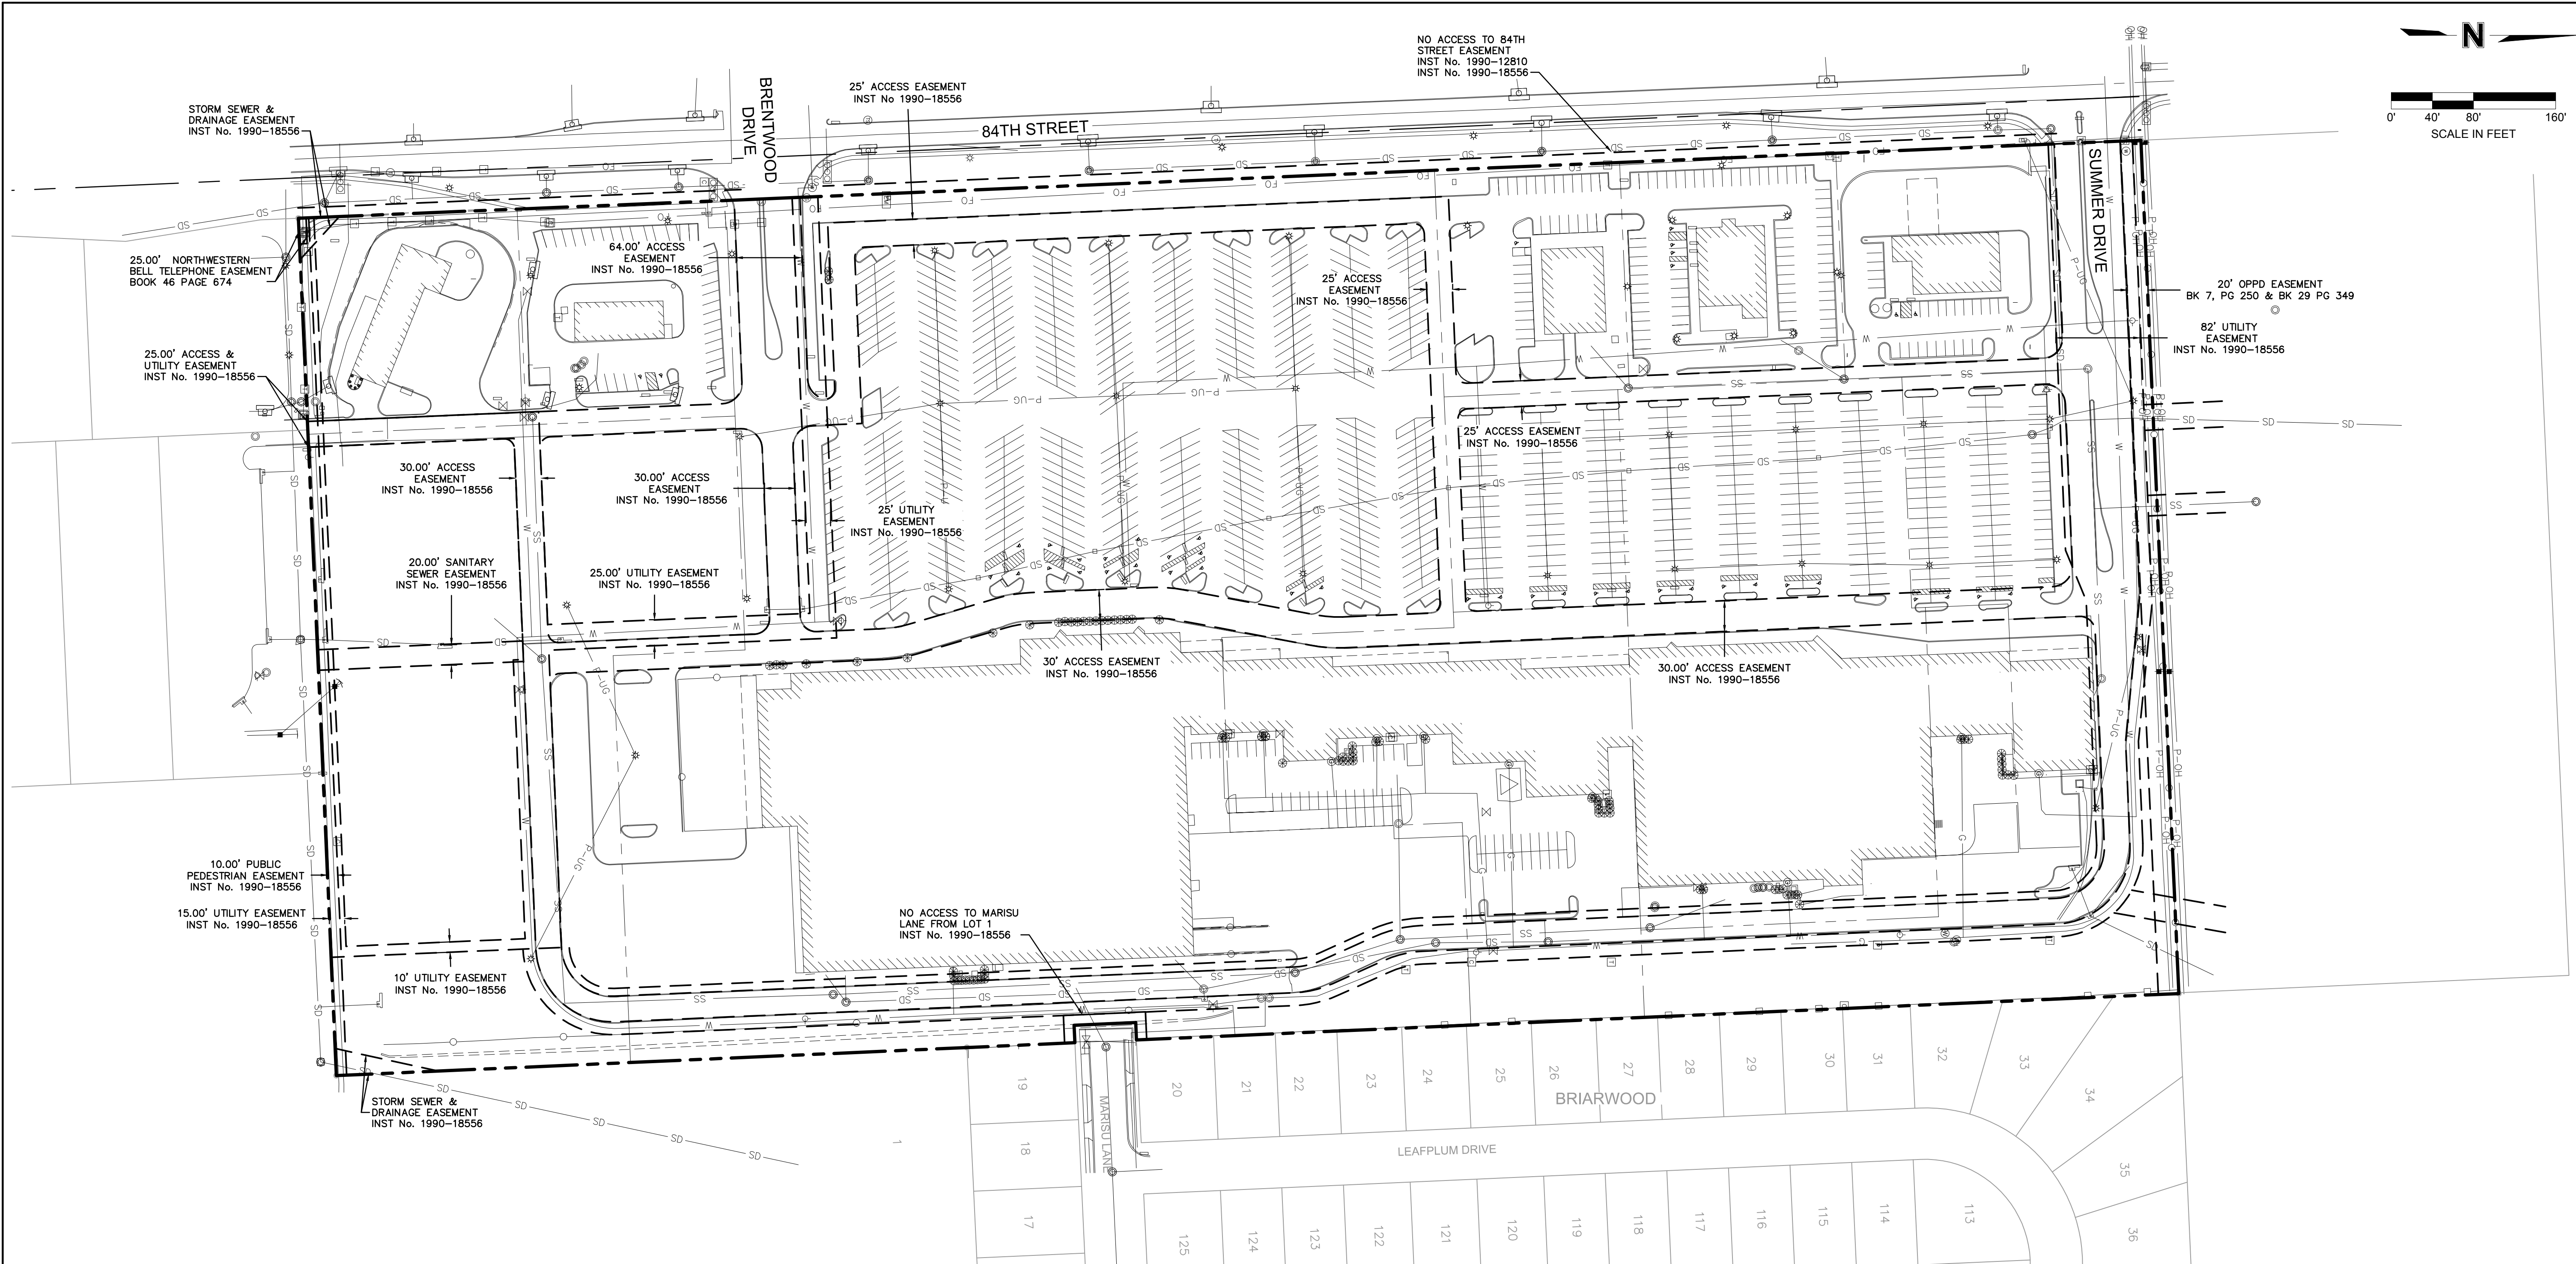 NO ACCESS TO 84TH
STREET EASEMENT
INST No. 1990-12810
INST No. 1990-18556
N
0' 40' 80' 160'
SCALE IN FEET
STORM SEWER &
DRAINAGE EASEMENT
INST No. 1990-18556
BRENTWOOD
DRIVE
25' ACCESS EASEMENT
INST No 1990-18556
84TH STREET
SUMMER DRIVE
25.00' NORTHWESTERN
BELL TELEPHONE EASEMENT
BOOK 46 PAGE 674
64.00' ACCESS
EASEMENT
INST No. 1990-18556
25' ACCESS
EASEMENT
INST No. 1990-18556
20' OPPD EASEMENT
BK 7, PG 250 & BK 29 PG 349
82' UTILITY
EASEMENT
INST No. 1990-18556
25.00' ACCESS &
UTILITY EASEMENT
INST No. 1990-18556
25' ACCESS EASEMENT
INST No. 1990-18556
30.00' ACCESS
EASEMENT
INST No. 1990-18556
30.00' ACCESS
EASEMENT
INST No. 1990-18556
25' UTILITY
EASEMENT
INST No. 1990-18556
20.00' SANITARY
SEWER EASEMENT
INST No. 1990-18556
25.00' UTILITY EASEMENT
INST No. 1990-18556
30' ACCESS EASEMENT
INST No. 1990-18556
30.00' ACCESS EASEMENT
INST No. 1990-18556
10.00' PUBLIC
PEDESTRIAN EASEMENT
INST No. 1990-18556
15.00' UTILITY EASEMENT
INST No. 1990-18556
NO ACCESS TO MARISU
LANE FROM LOT 1
INST No. 1990-18556
10' UTILITY EASEMENT
INST No. 1990-18556
STORM SEWER &
DRAINAGE EASEMENT
INST No. 1990-18556
SD
SD
SD
SD
SD
1
19
18
17
MARISU LANE
20
21
22
23
24
25
26
27
28
29
30
31
32
33
34
35
36
BRIARWOOD
LEAFPLUM DRIVE
125
124
123
122
121
120
119
118
117
116
115
114
113